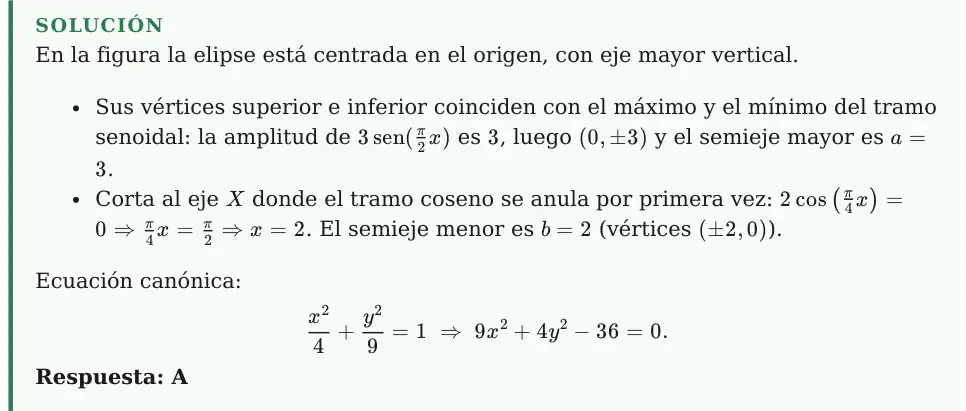 SOLUCIÓN
En la figura la elipse está centrada en el origen, con eje mayor vertical.
• Sus vértices superior e inferior coinciden con el máximo y el mínimo del tramo
senoidal: la amplitud de 3 sen(π/2 x) es 3, luego (0, ±3) y el semieje mayor es a =
3.
• Corta al eje X donde el tramo coseno se anula por primera vez: 2 cos (π/4 x) =
0 ⇒ π/4 x = π/2 ⇒ x = 2. El semieje menor es b = 2 (vértices (±2, 0)).
Ecuación canónica:
x²/4 + y²/9 = 1 ⇒ 9x² + 4y² − 36 = 0.
Respuesta: A